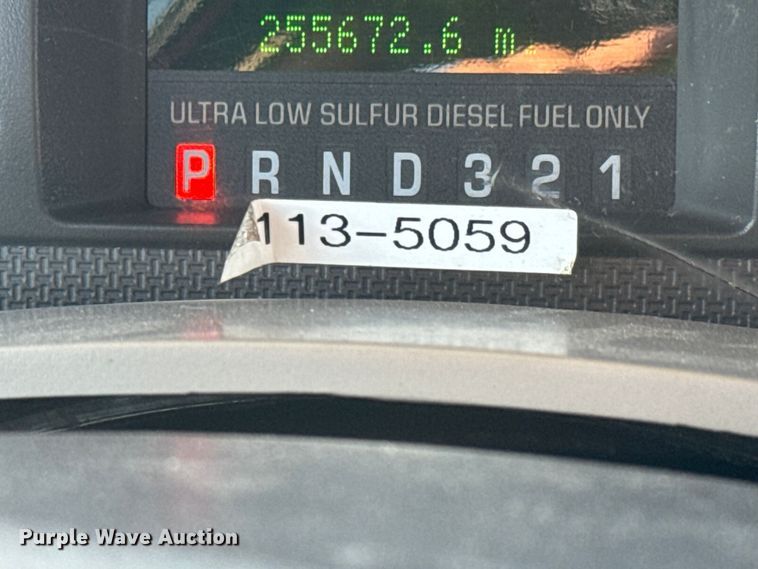 255672.6 m
ULTRA LOW SULFUR DIESEL FUEL ONLY
P R N D 3 2 1
113-5059
Purple Wave Auction